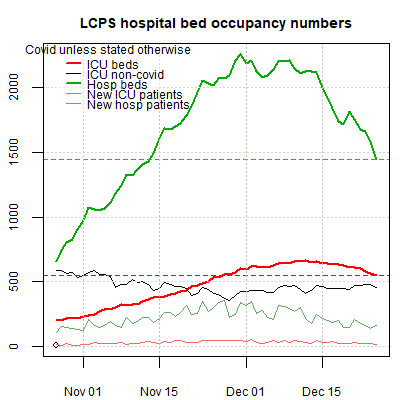 LCPS hospital bed occupancy numbers
Covid unless stated otherwise
ICU beds
ICU non-covid
Hosp beds
New ICU patients
New hosp patients
2000
1500
1000
500
0
Nov 01 Nov 15 Dec 01 Dec 15